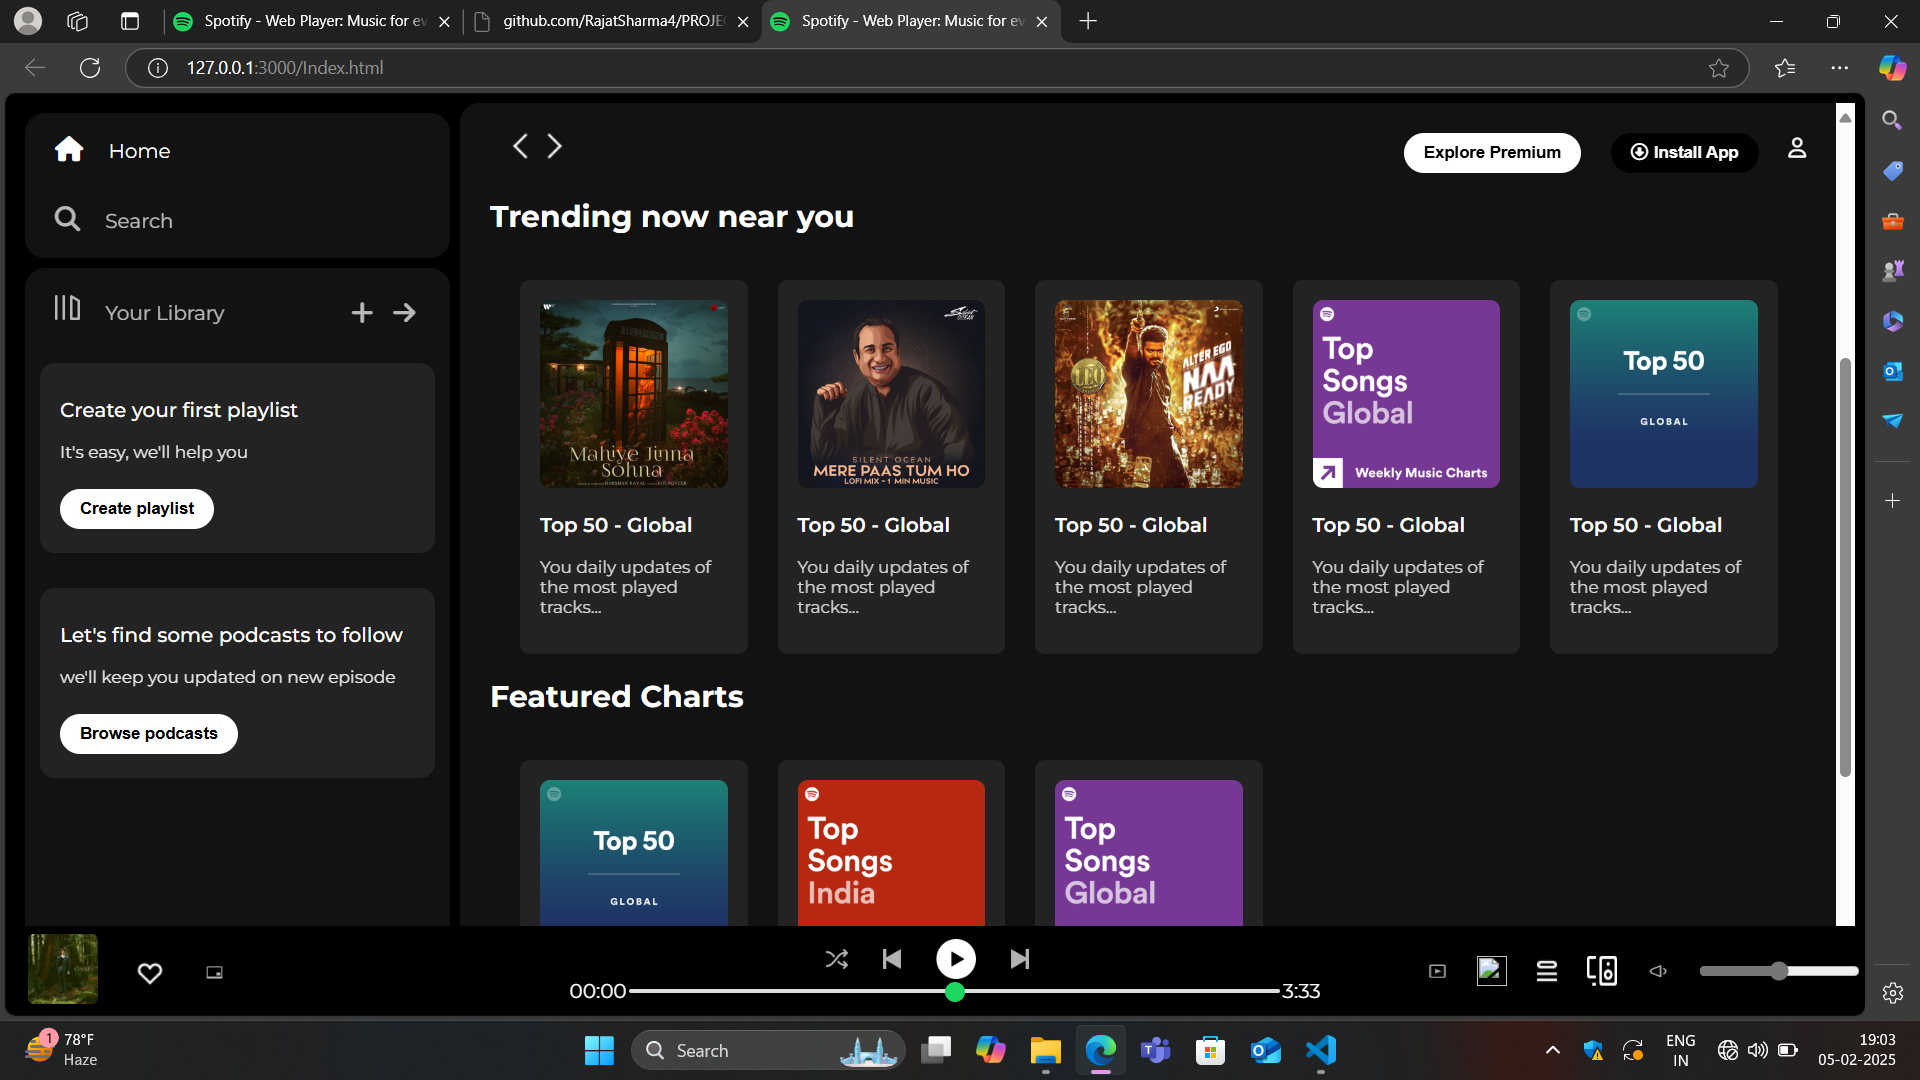 Spotify - Web Player: Music for ev
github.com/RajatSharma4/PROJEC
Spotify - Web Player: Music for ev
127.0.0.1:3000/Index.html
Home
Search
Your Library
Create your first playlist
It's easy, we'll help you
Create playlist
Let's find some podcasts to follow
we'll keep you updated on new episode
Browse podcasts
Explore Premium
Install App
Trending now near you
Mahiye Jinna
Sohna
Top 50 - Global
You daily updates of
the most played
tracks...
SILENT OCEAN
MERE PAAS TUM HO
LOFI MIX - 1 MIN MUSIC
Top 50 - Global
You daily updates of
the most played
tracks...
LEO
ALTER EGO
NAA
READY
Top 50 - Global
You daily updates of
the most played
tracks...
Top
Songs
Global
Weekly Music Charts
Top 50 - Global
You daily updates of
the most played
tracks...
Top 50
GLOBAL
Top 50 - Global
You daily updates of
the most played
tracks...
Featured Charts
Top 50
GLOBAL
Top
Songs
India
Top
Songs
Global
00:00
3:33
1
78°F
Haze
Search
ENG
IN
19:03
05-02-2025